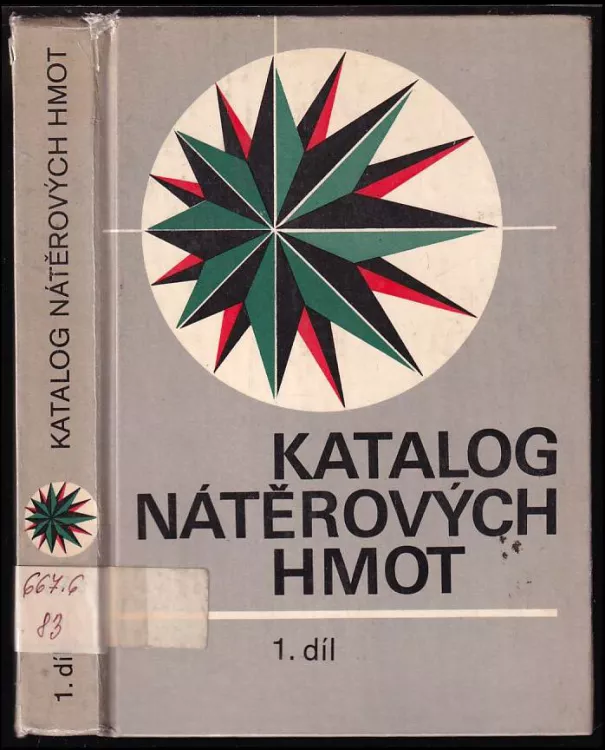 KATALOG NÁTĚROVÝCH HMOT
667.6
83
1. díl
KATALOG
NÁTĚROVÝCH
HMOT
1. díl